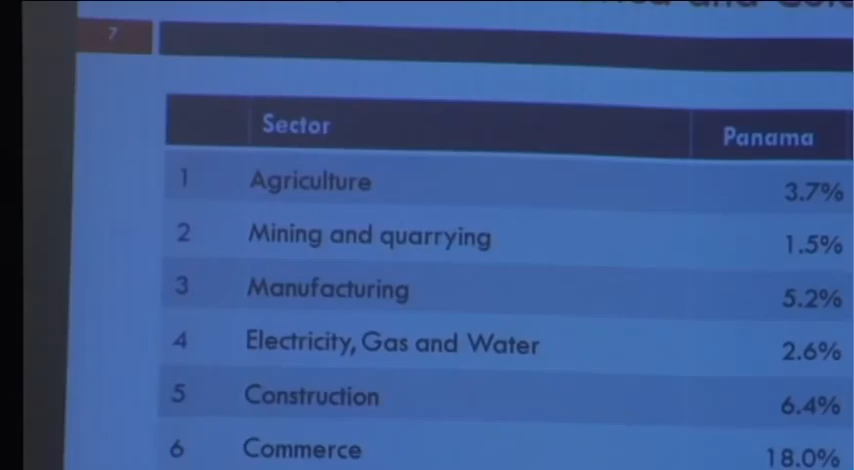 and
7
Sector Panama
1 Agriculture 3.7%
2 Mining and quarrying 1.5%
3 Manufacturing 5.2%
4 Electricity, Gas and Water 2.6%
5 Construction 6.4%
6 Commerce 18.0%